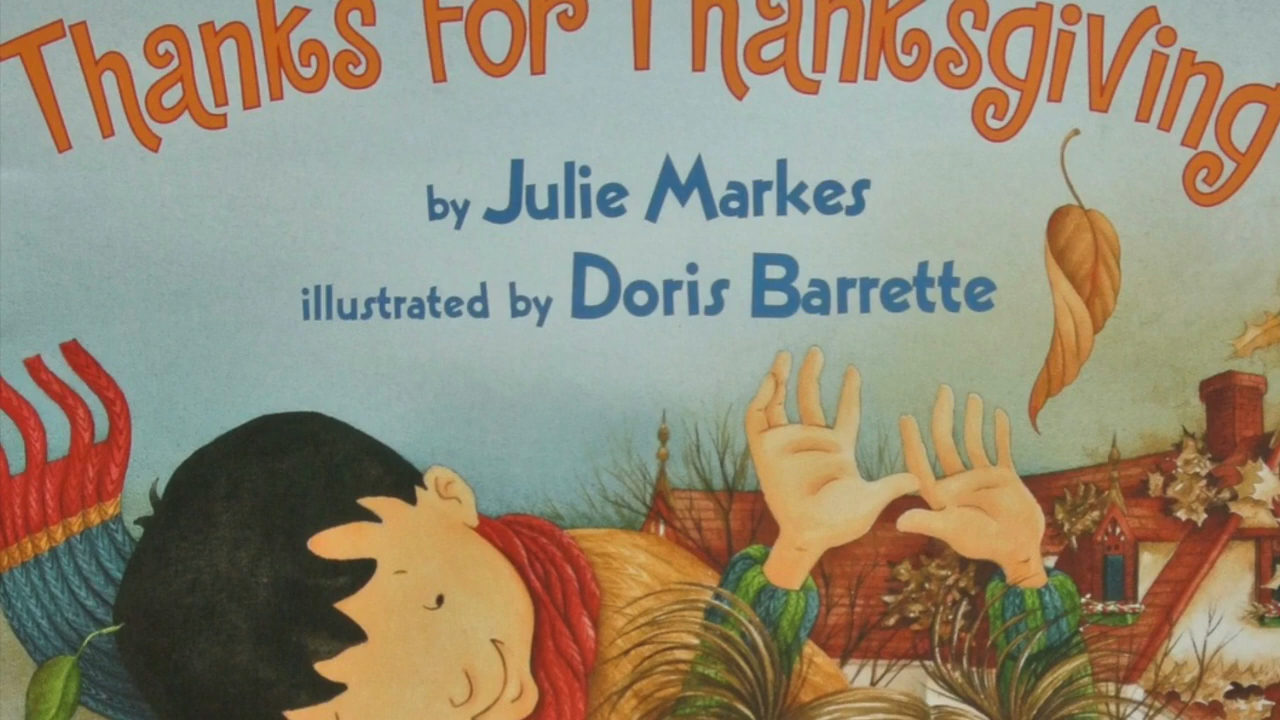 Thanks For Thanksgiving
by Julie Markes
illustrated by Doris Barrette